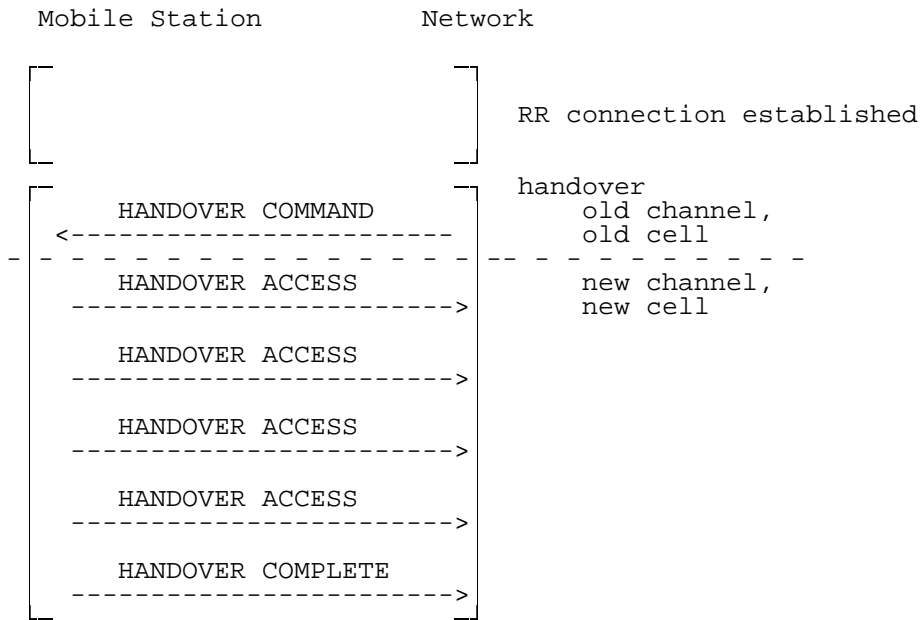 Mobile Station Network
RR connection established
handover
HANDOVER COMMAND old channel,
<------------------------ old cell
- - - - - - - - - - - - - - - -- - - - - - - - - -
HANDOVER ACCESS new channel,
------------------------> new cell
HANDOVER ACCESS
------------------------>
HANDOVER ACCESS
------------------------>
HANDOVER ACCESS
------------------------>
HANDOVER COMPLETE
------------------------>